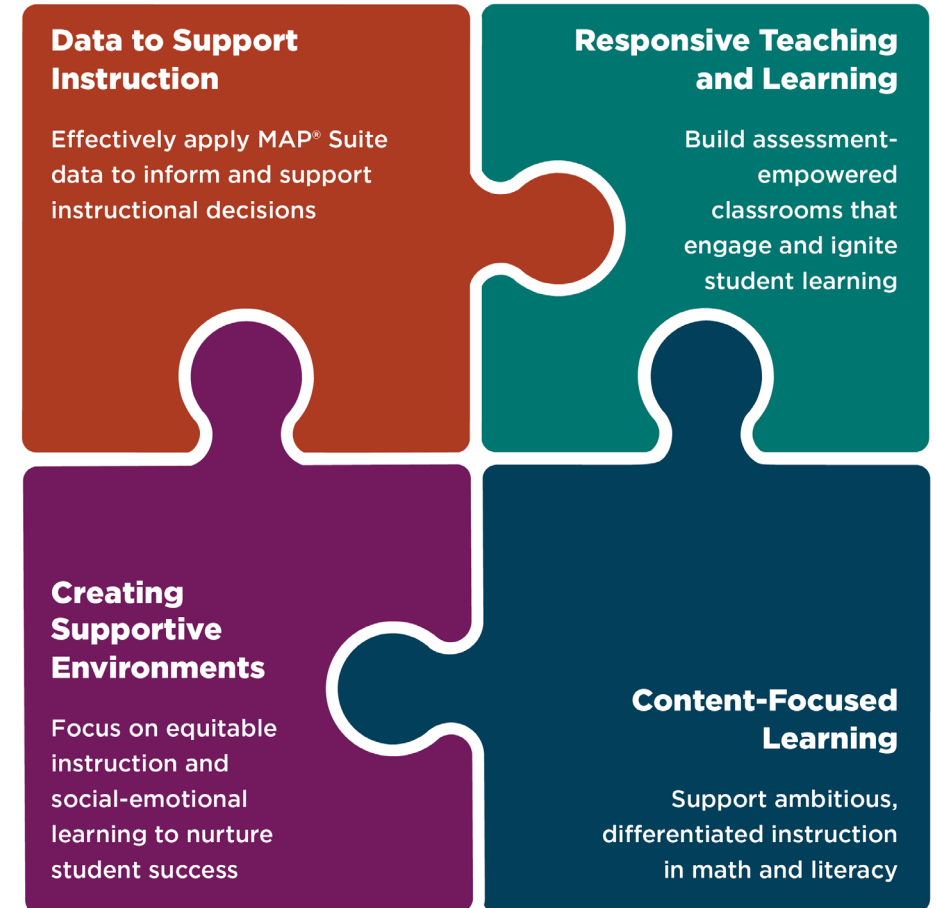 Data to Support
Instruction
Effectively apply MAP® Suite
data to inform and support
instructional decisions
Responsive Teaching
and Learning
Build assessment-
empowered
classrooms that
engage and ignite
student learning
Creating
Supportive
Environments
Focus on equitable
instruction and
social-emotional
learning to nurture
student success
Content-Focused
Learning
Support ambitious,
differentiated instruction
in math and literacy